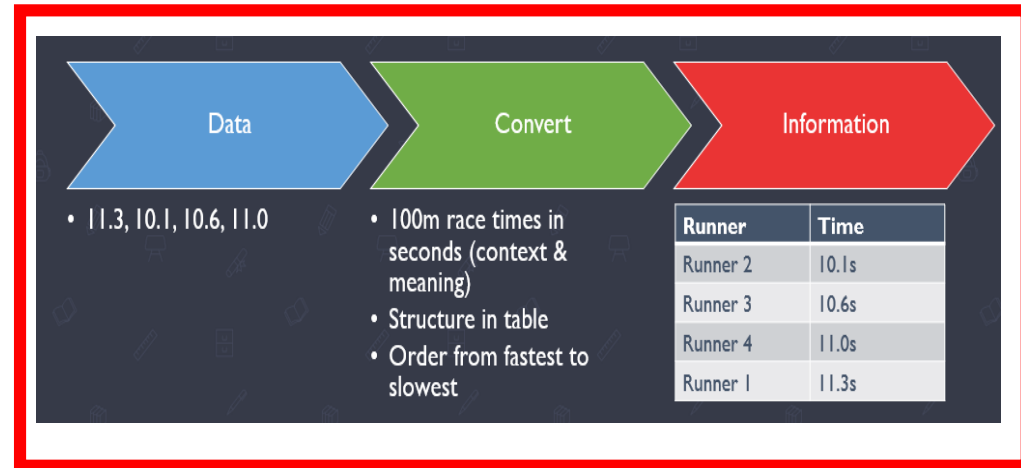 Data
Convert
Information
• 11.3, 10.1, 10.6, 11.0
• 100m race times in
seconds (context &
meaning)
• Structure in table
• Order from fastest to
slowest
Runner Time
Runner 2 10.1s
Runner 3 10.6s
Runner 4 11.0s
Runner 1 11.3s